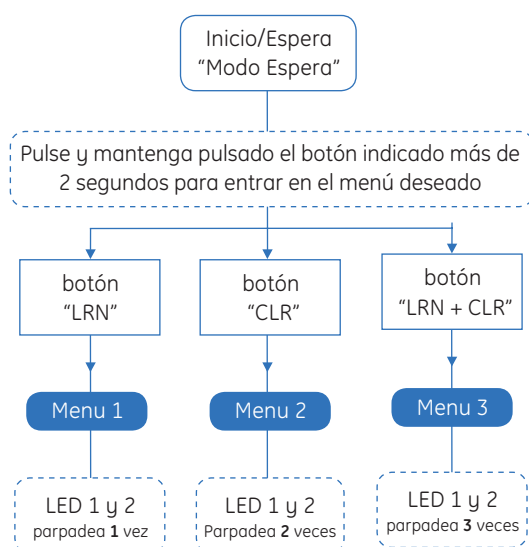 Inicio/Espera
“Modo Espera”
Pulse y mantenga pulsado el botón indicado más de
2 segundos para entrar en el menú deseado
botón
“LRN”
botón
“CLR”
botón
“LRN + CLR”
Menu 1
Menu 2
Menu 3
LED 1 y 2
parpadea 1 vez
LED 1 y 2
Parpadea 2 veces
LED 1 y 2
parpadea 3 veces